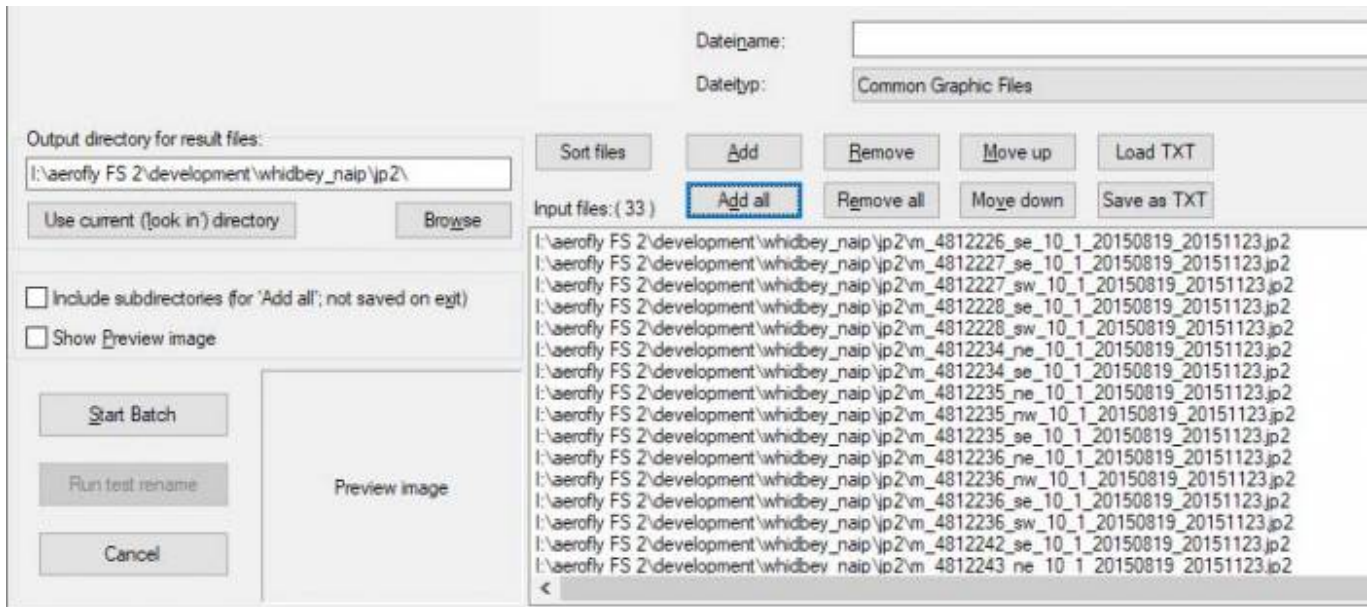 Dateiname:
Dateityp:
Common Graphic Files
Output directory for result files:
I:\aerofly FS 2\development\whidbey_naip\jp2\
Use current ('look in') directory
Browse
Include subdirectories (for 'Add all'; not saved on exit)
Show Preview image
Start Batch
Run test rename
Cancel
Preview image
Sort files
Add
Remove
Move up
Load TXT
Input files: ( 33 )
Add all
Remove all
Move down
Save as TXT
I:\aerofly FS 2\development\whidbey_naip\jp2\m_4812226_se_10_1_20150819_20151123.jp2
I:\aerofly FS 2\development\whidbey_naip\jp2\m_4812227_se_10_1_20150819_20151123.jp2
I:\aerofly FS 2\development\whidbey_naip\jp2\m_4812227_sw_10_1_20150819_20151123.jp2
I:\aerofly FS 2\development\whidbey_naip\jp2\m_4812228_se_10_1_20150819_20151123.jp2
I:\aerofly FS 2\development\whidbey_naip\jp2\m_4812228_sw_10_1_20150819_20151123.jp2
I:\aerofly FS 2\development\whidbey_naip\jp2\m_4812234_ne_10_1_20150819_20151123.jp2
I:\aerofly FS 2\development\whidbey_naip\jp2\m_4812234_se_10_1_20150819_20151123.jp2
I:\aerofly FS 2\development\whidbey_naip\jp2\m_4812235_ne_10_1_20150819_20151123.jp2
I:\aerofly FS 2\development\whidbey_naip\jp2\m_4812235_nw_10_1_20150819_20151123.jp2
I:\aerofly FS 2\development\whidbey_naip\jp2\m_4812235_se_10_1_20150819_20151123.jp2
I:\aerofly FS 2\development\whidbey_naip\jp2\m_4812236_ne_10_1_20150819_20151123.jp2
I:\aerofly FS 2\development\whidbey_naip\jp2\m_4812236_nw_10_1_20150819_20151123.jp2
I:\aerofly FS 2\development\whidbey_naip\jp2\m_4812236_se_10_1_20150819_20151123.jp2
I:\aerofly FS 2\development\whidbey_naip\jp2\m_4812236_sw_10_1_20150819_20151123.jp2
I:\aerofly FS 2\development\whidbey_naip\jp2\m_4812242_se_10_1_20150819_20151123.jp2
I:\aerofly FS 2\development\whidbey_naip\jp2\m_4812243_ne_10_1_20150819_20151123.jp2